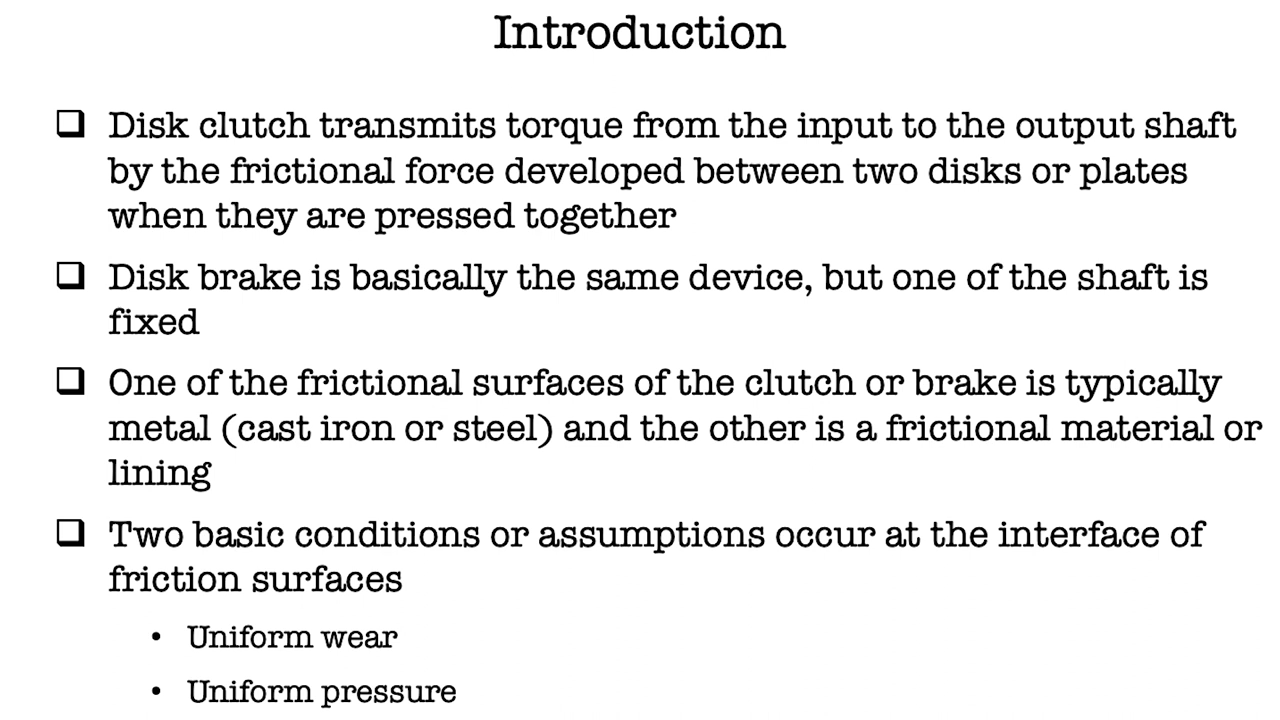 Introduction
❑ Disk clutch transmits torque from the input to the output shaft
by the frictional force developed between two disks or plates
when they are pressed together
❑ Disk brake is basically the same device, but one of the shaft is
fixed
❑ One of the frictional surfaces of the clutch or brake is typically
metal (cast iron or steel) and the other is a frictional material or
lining
❑ Two basic conditions or assumptions occur at the interface of
friction surfaces
• Uniform wear
• Uniform pressure